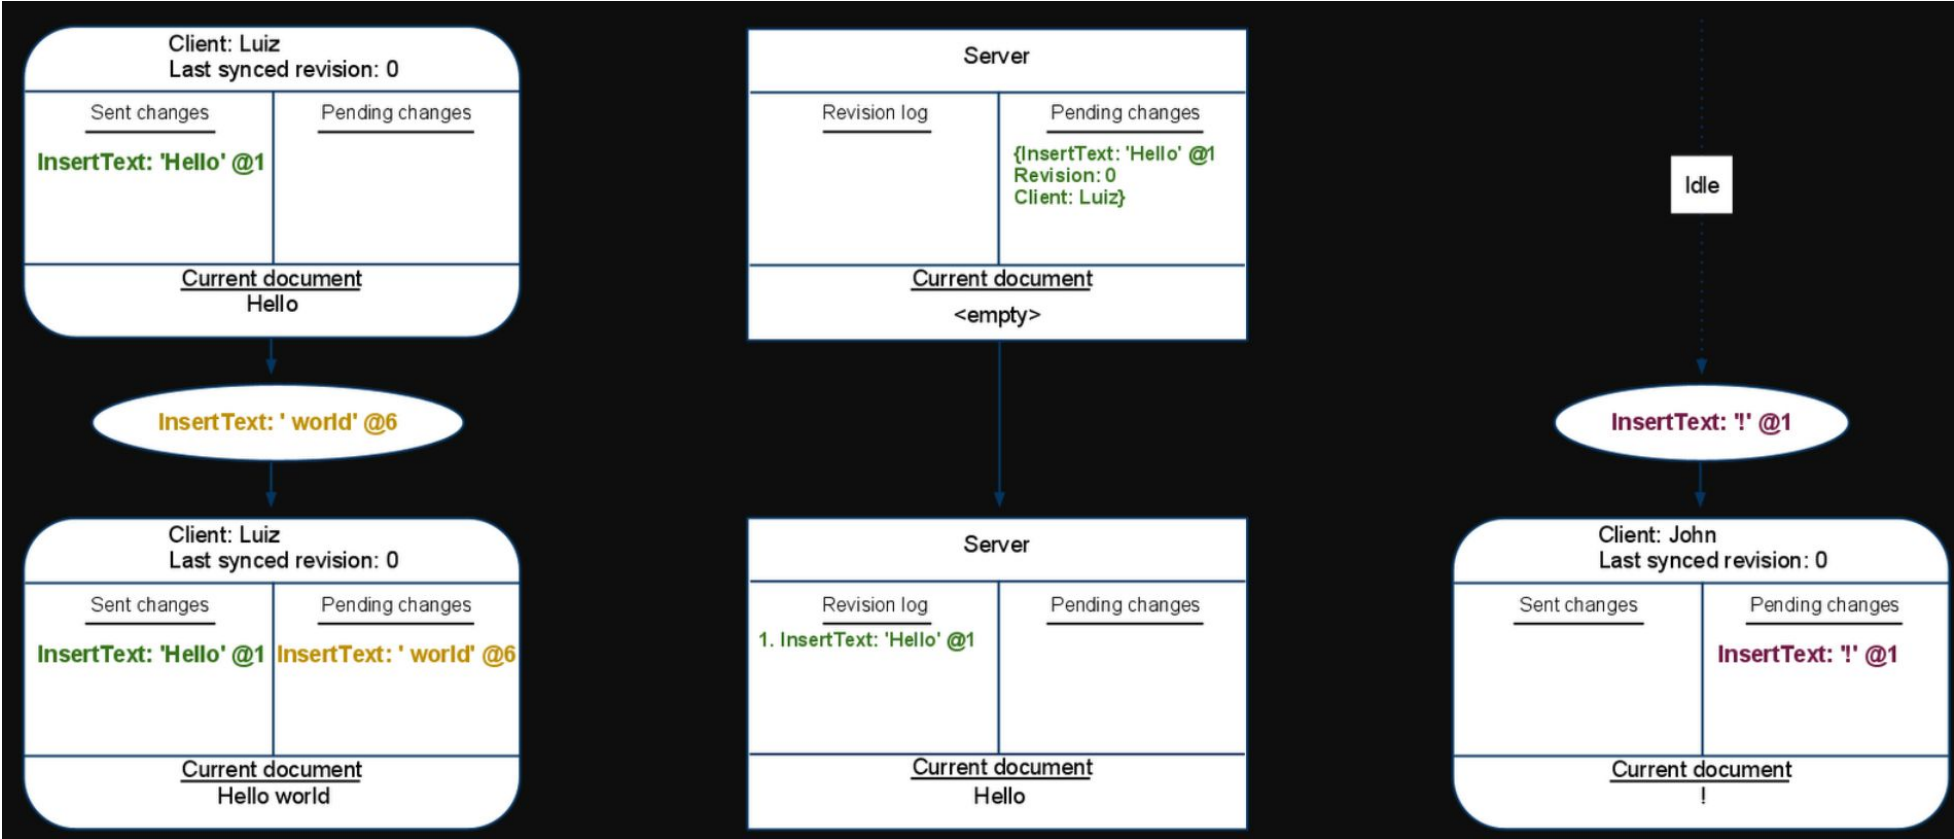 Client: Luiz
Last synced revision: 0
Sent changes
Pending changes
InsertText: 'Hello' @1
Current document
Hello
Server
Revision log
Pending changes
{InsertText: 'Hello' @1
Revision: 0
Client: Luiz}
Current document
<empty>
Idle
InsertText: ' world' @6
InsertText: '!' @1
Client: Luiz
Last synced revision: 0
Sent changes
Pending changes
InsertText: 'Hello' @1
InsertText: ' world' @6
Current document
Hello world
Server
Revision log
Pending changes
1. InsertText: 'Hello' @1
Current document
Hello
Client: John
Last synced revision: 0
Sent changes
Pending changes
InsertText: '!' @1
Current document
!